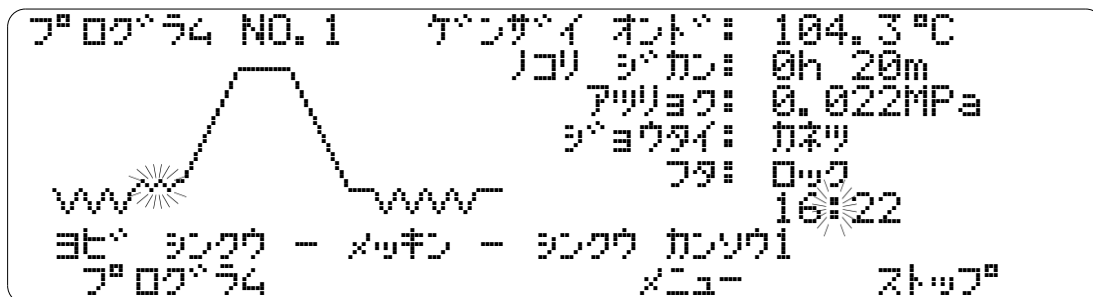 プログラム NO. 1 ゲンザイ オンド: 104.3°C
ノコリ ジカン: 0h 20m
アツリョク: 0.022MPa
ジョウタイ: カネツ
フタ: ロック
16:22
ヨビ シンクウ - メッキン - シンクウ カンソウ1
プログラム メニュー ストップ